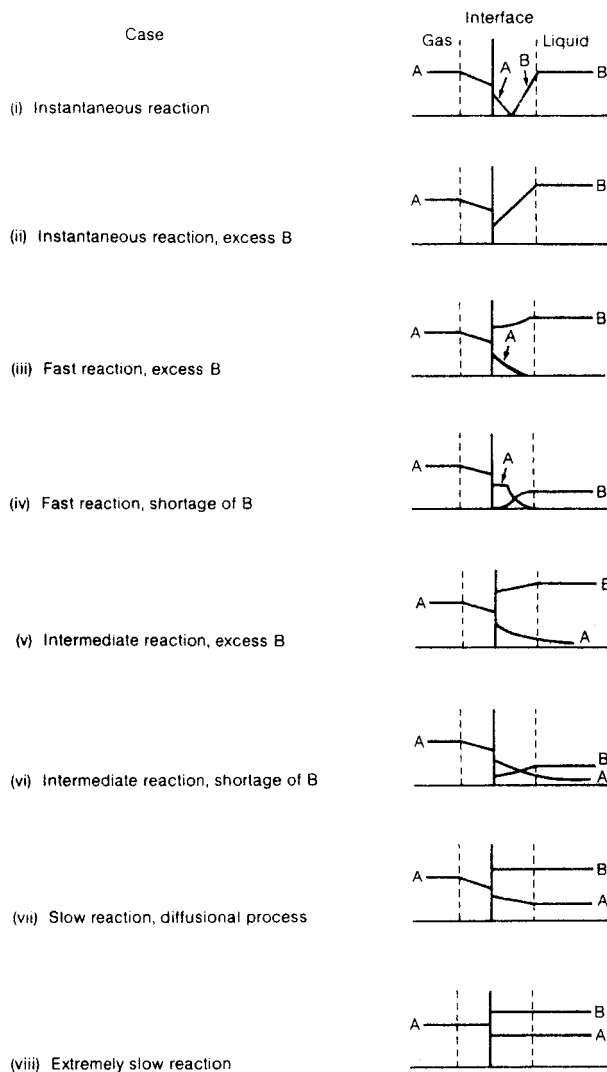 Case
Interface
Gas
Liquid
A
A
B
B
(i) Instantaneous reaction
A
B
(ii) Instantaneous reaction, excess B
A
A
B
(iii) Fast reaction, excess B
A
A
B
(iv) Fast reaction, shortage of B
A
B
A
(v) Intermediate reaction, excess B
A
B
A
(vi) Intermediate reaction, shortage of B
A
B
A
(vii) Slow reaction, diffusional process
A
B
A
(viii) Extremely slow reaction